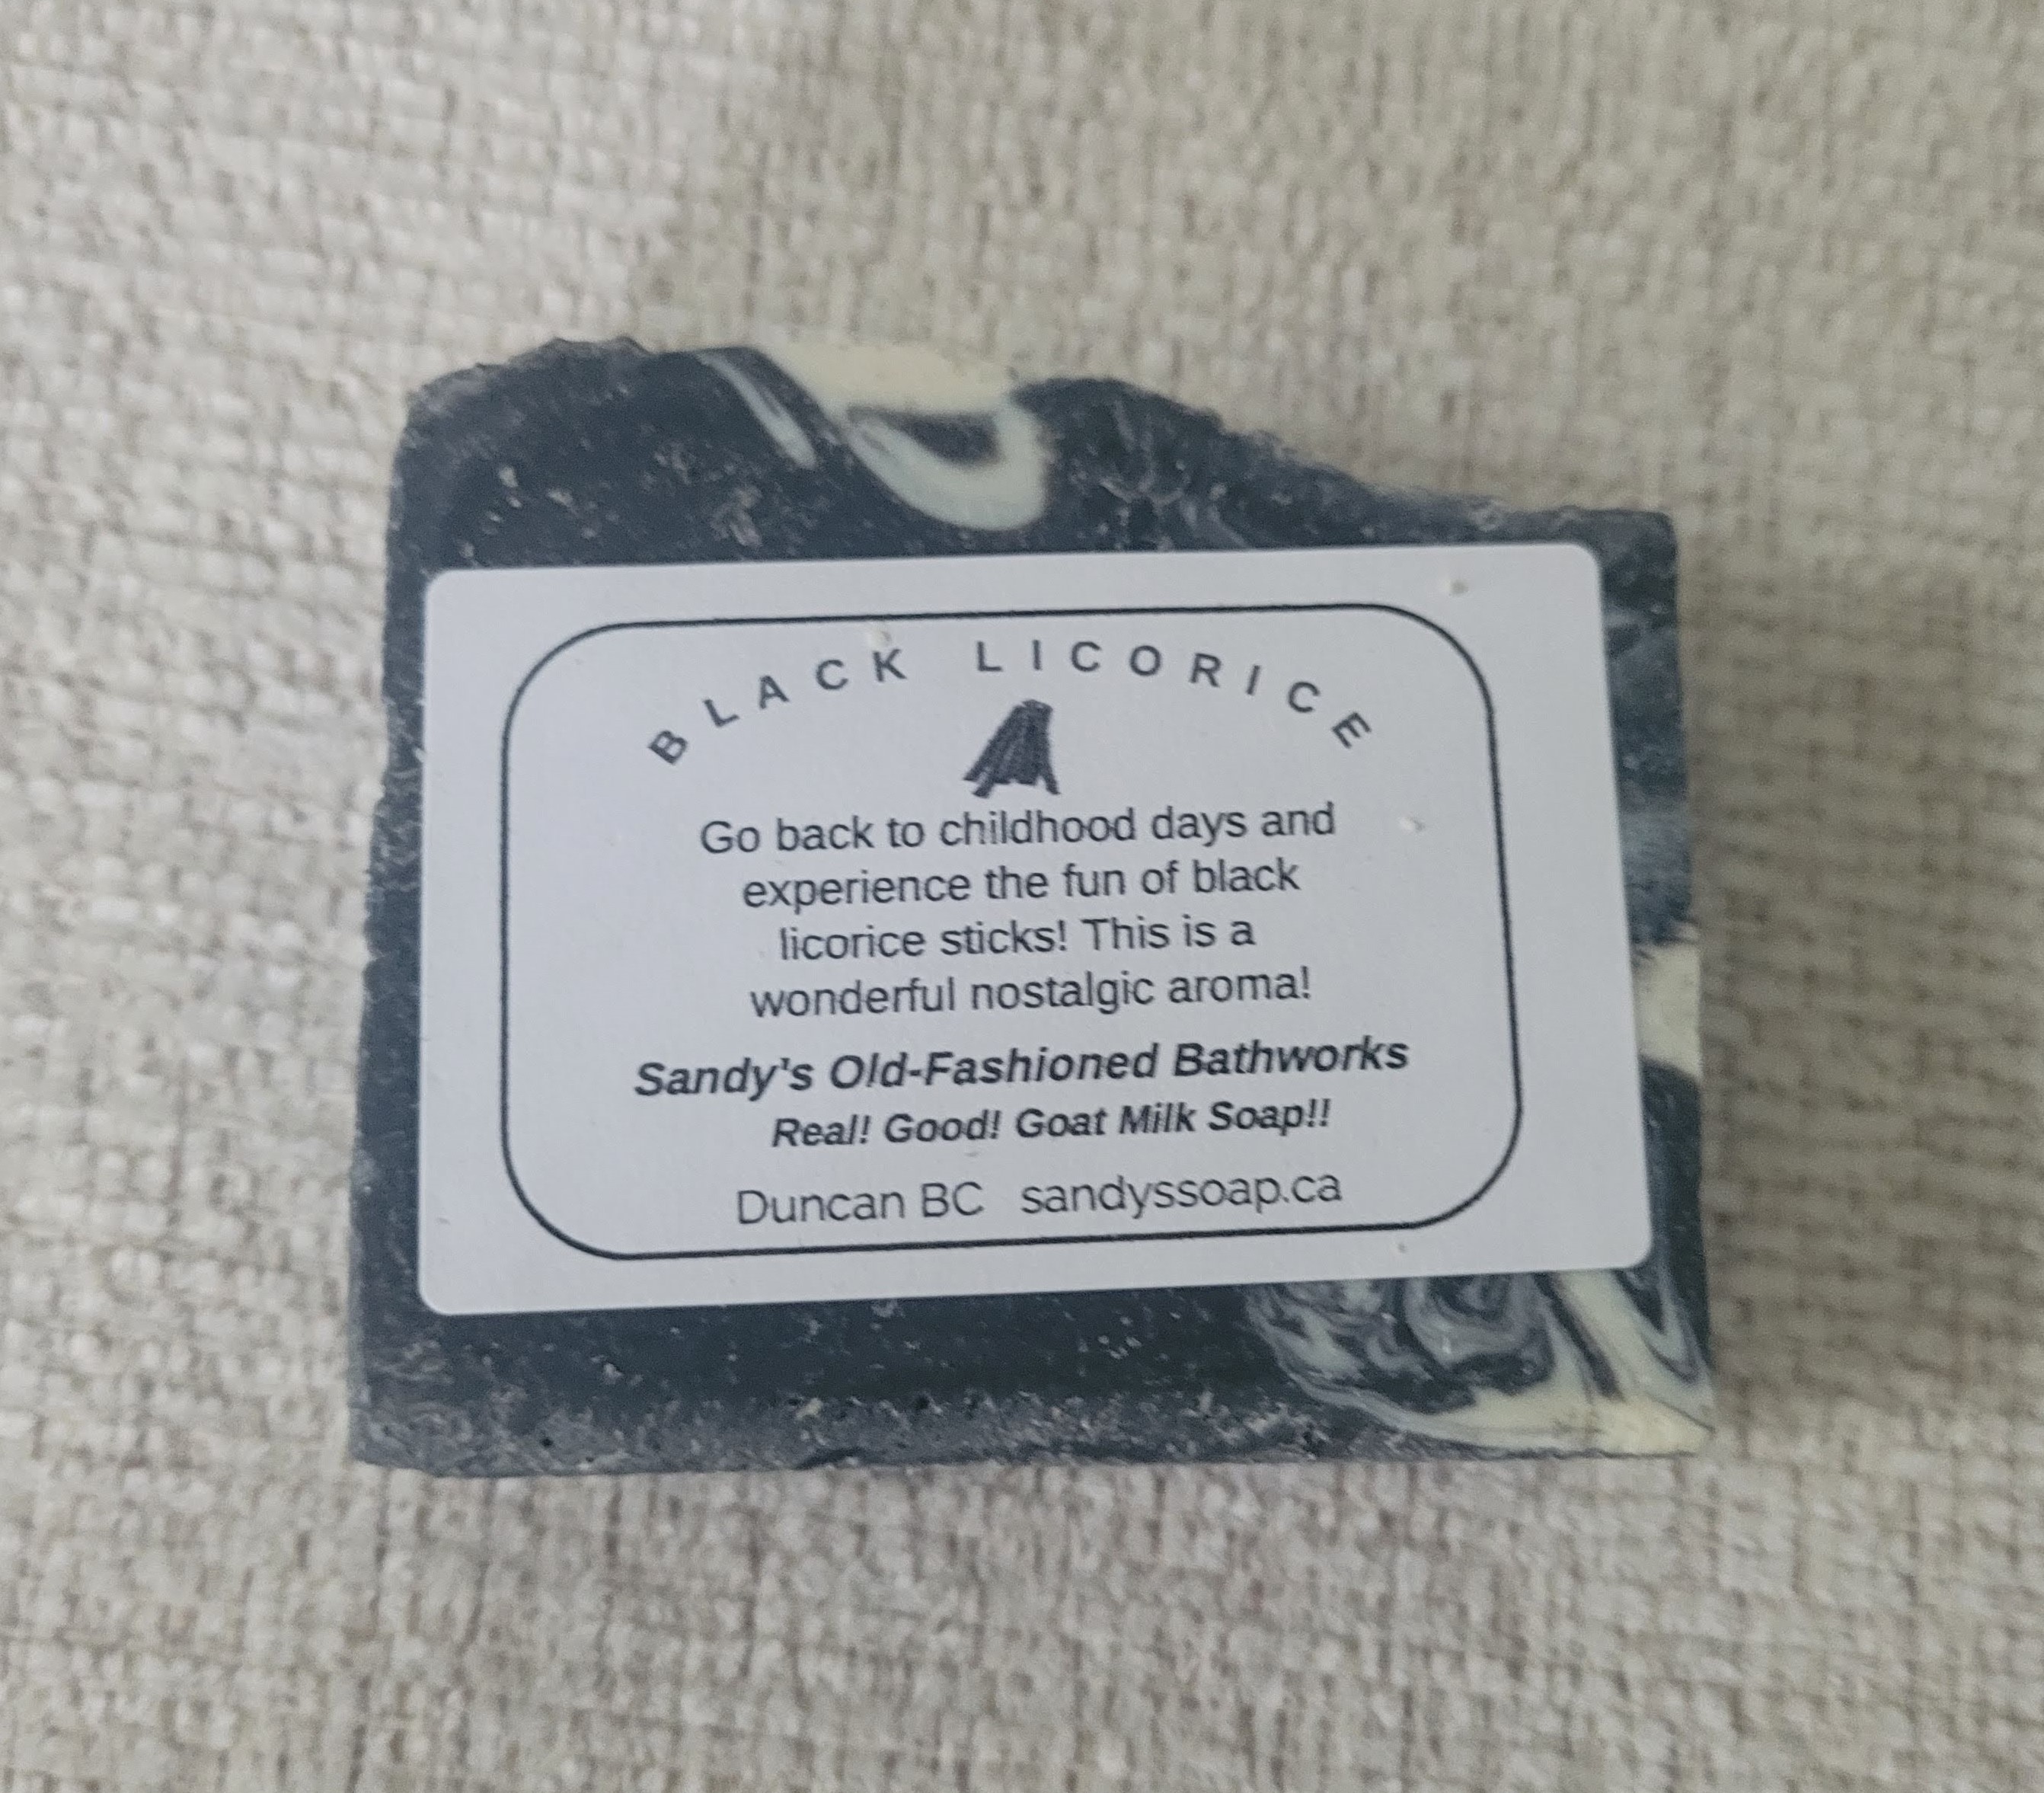 BLACK LICORICE
Go back to childhood days and
experience the fun of black
licorice sticks! This is a
wonderful nostalgic aroma!
Sandy's Old-Fashioned Bathworks
Real! Good! Goat Milk Soap!!
Duncan BC sandyssoap.ca